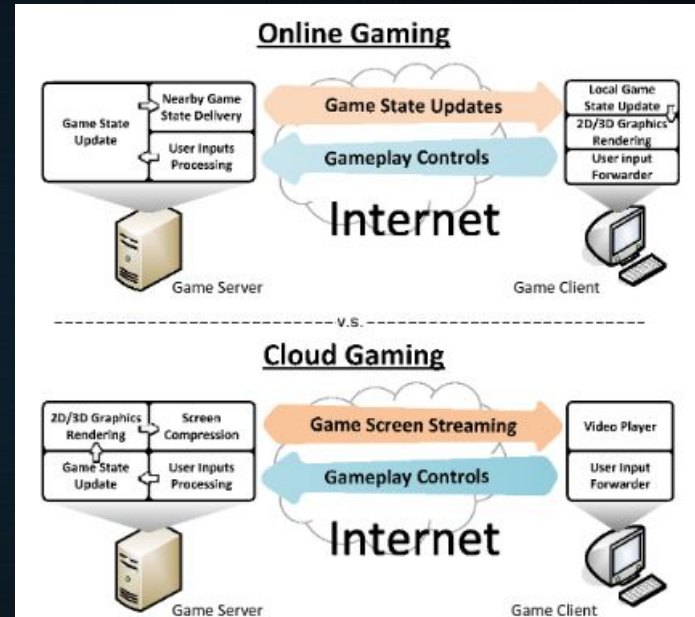 Online Gaming
Game State
Update
Nearby Game
State Delivery
User Inputs
Processing
Game State Updates
Gameplay Controls
Internet
Local Game
State Update
2D/3D Graphics
Rendering
User input
Forwarder
Game Server
Game Client
v.s.
Cloud Gaming
2D/3D Graphics
Rendering
Screen
Compression
Game State
Update
User Inputs
Processing
Game Screen Streaming
Gameplay Controls
Internet
Video Player
User Input
Forwarder
Game Server
Game Client